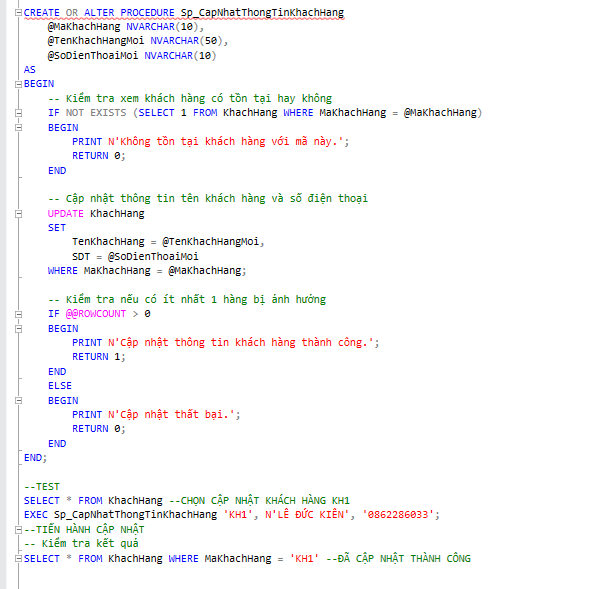 CREATE OR ALTER PROCEDURE Sp_CapNhatThongTinKhachHang
@MaKhachHang NVARCHAR(10),
@TenKhachHangMoi NVARCHAR(50),
@SoDienThoaiMoi NVARCHAR(10)
AS
BEGIN
-- Kiểm tra xem khách hàng có tồn tại hay không
IF NOT EXISTS (SELECT 1 FROM KhachHang WHERE MaKhachHang = @MaKhachHang)
BEGIN
PRINT N'Không tồn tại khách hàng với mã này.';
RETURN 0;
END
-- Cập nhật thông tin tên khách hàng và số điện thoại
UPDATE KhachHang
SET
TenKhachHang = @TenKhachHangMoi,
SDT = @SoDienThoaiMoi
WHERE MaKhachHang = @MaKhachHang;
-- Kiểm tra nếu có ít nhất 1 hàng bị ảnh hưởng
IF @@ROWCOUNT > 0
BEGIN
PRINT N'Cập nhật thông tin khách hàng thành công.';
RETURN 1;
END
ELSE
BEGIN
PRINT N'Cập nhật thất bại.';
RETURN 0;
END
END;
--TEST
SELECT * FROM KhachHang --CHỌN CẬP NHẬT KHÁCH HÀNG KH1
EXEC Sp_CapNhatThongTinKhachHang 'KH1', N'LÊ ĐỨC KIÊN', '0862286033';
--TIẾN HÀNH CẬP NHẬT
-- Kiểm tra kết quả
SELECT * FROM KhachHang WHERE MaKhachHang = 'KH1' --ĐÃ CẬP NHẬT THÀNH CÔNG